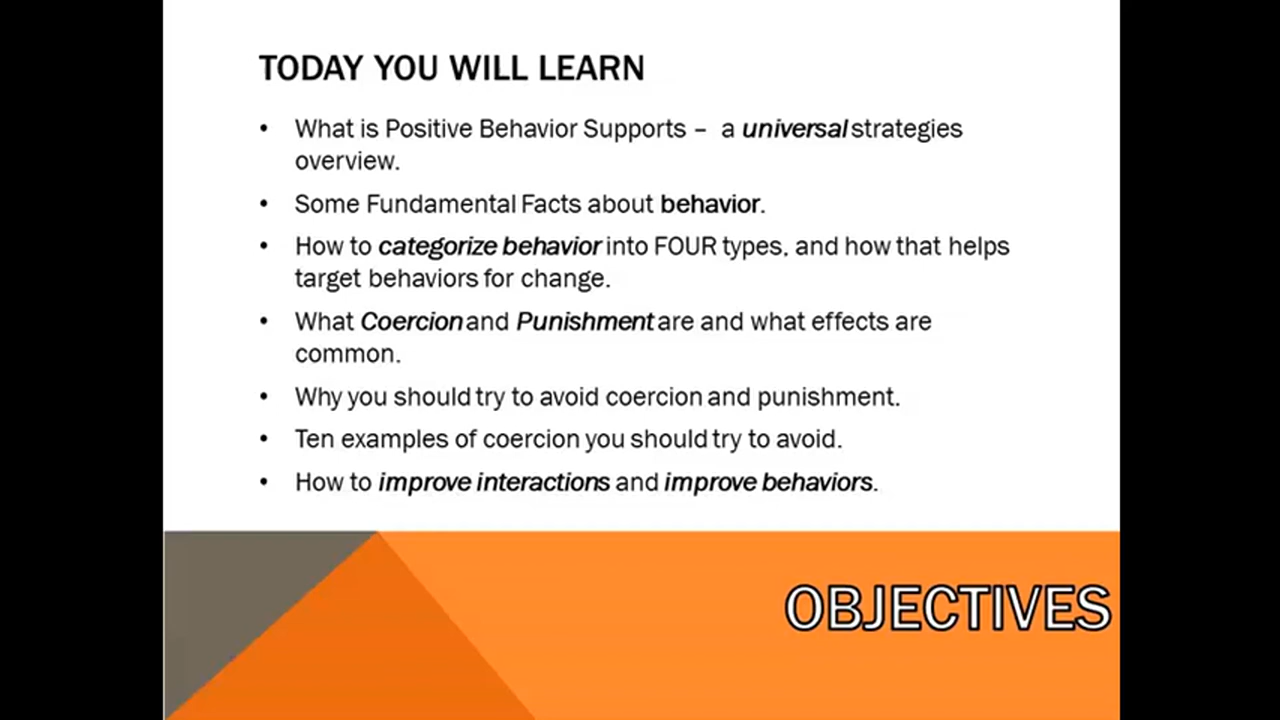 TODAY YOU WILL LEARN
• What is Positive Behavior Supports – a universal strategies
overview.
• Some Fundamental Facts about behavior.
• How to categorize behavior into FOUR types, and how that helps
target behaviors for change.
• What Coercion and Punishment are and what effects are
common.
• Why you should try to avoid coercion and punishment.
• Ten examples of coercion you should try to avoid.
• How to improve interactions and improve behaviors.
OBJECTIVES